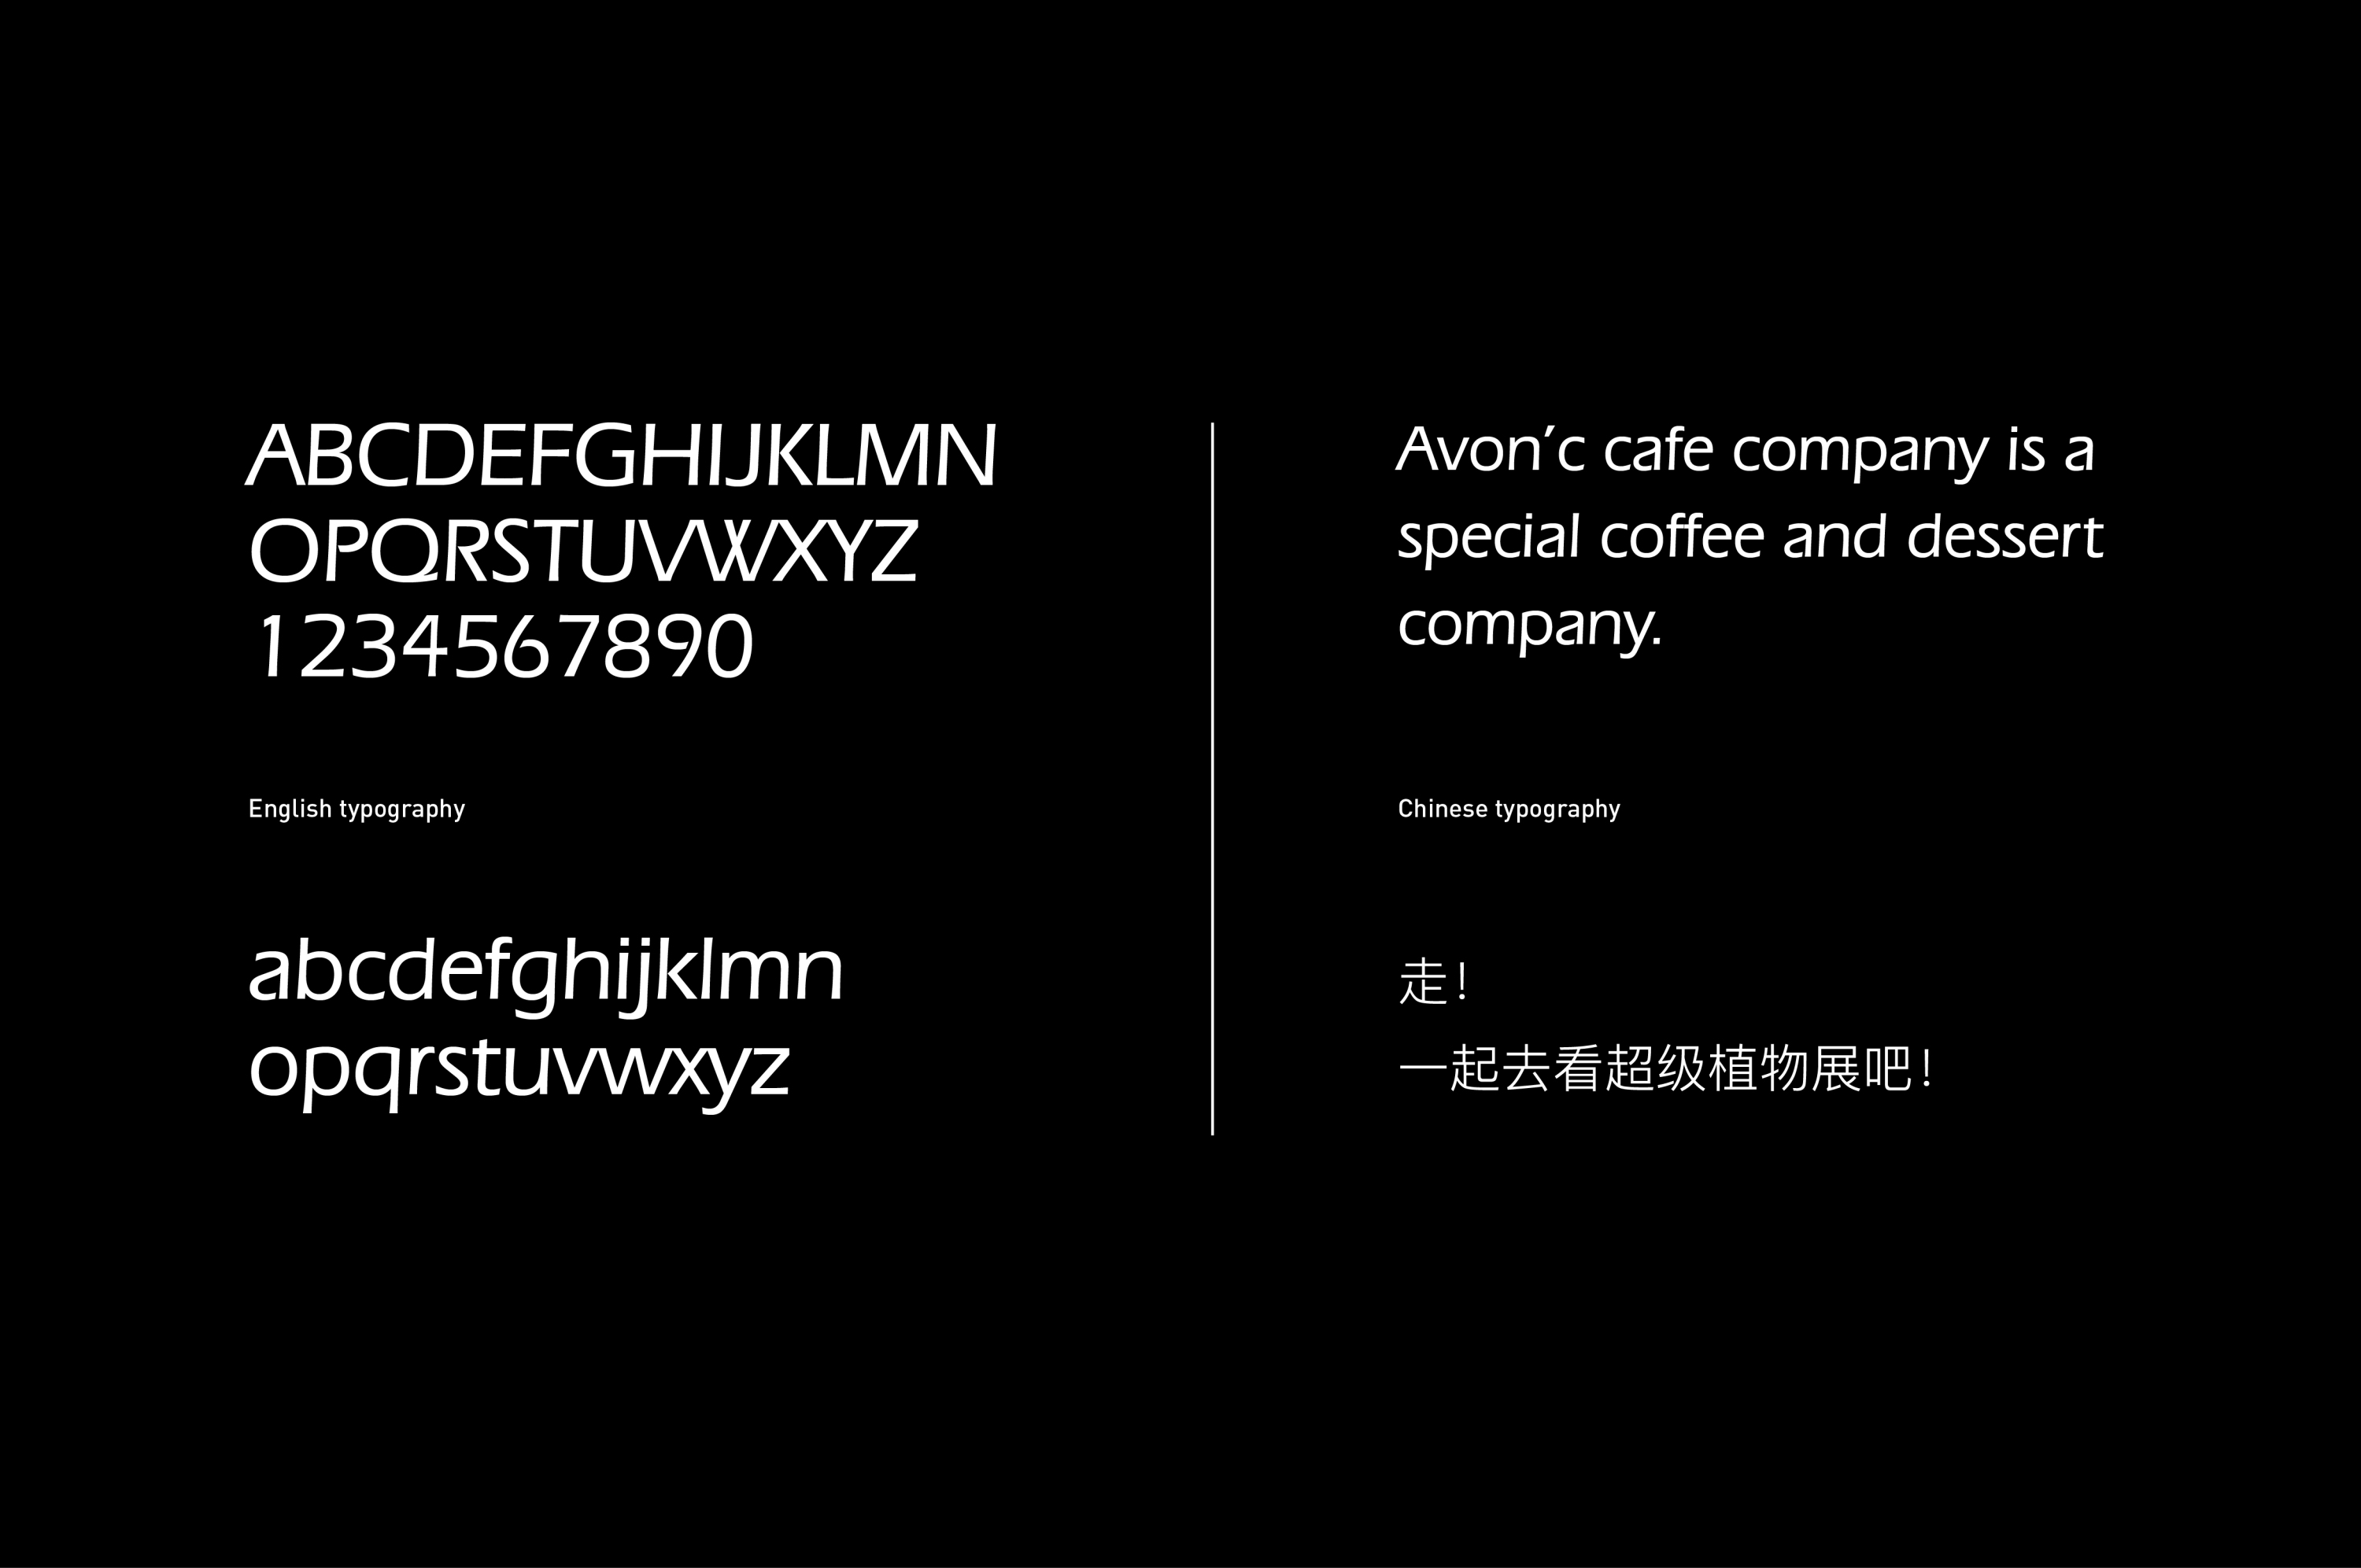 ABCDEFGHIJKLMN
OPQRSTUVWXYZ
1234567890
English typography
abcdefghijklmn
opqrstuvwxyz
Avon′c cafe company is a
special coffee and dessert
company.
Chinese typography
走!
一起去看超级植物展吧!